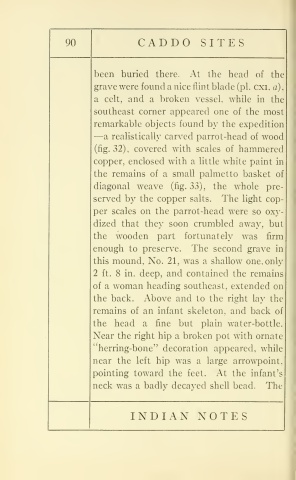 90
CADDO SITES
been buried there. At the head of the
grave were found a nice flint blade (pl. CXI, a),
a celt, and a broken vessel, while in the
southeast corner appeared one of the most
remarkable objects found by the expedition
—a realistically carved parrot-head of wood
(fig. 32), covered with scales of hammered
copper, enclosed with a little white paint in
the remains of a small palmetto basket of
diagonal weave (fig. 33), the whole pre-
served by the copper salts. The light cop-
per scales on the parrot-head were so oxy-
dized that they soon crumbled away, but
the wooden part fortunately was firm
enough to preserve. The second grave in
this mound, No. 21, was a shallow one, only
2 ft. 8 in. deep, and contained the remains
of a woman heading southeast, extended on
the back. Above and to the right lay the
remains of an infant skeleton, and back of
the head a fine but plain water-bottle.
Near the right hip a broken pot with ornate
"herring-bone" decoration appeared, while
near the left hip was a large arrowpoint,
pointing toward the feet. At the infant's
neck was a badly decayed shell bead. The
INDIAN NOTES